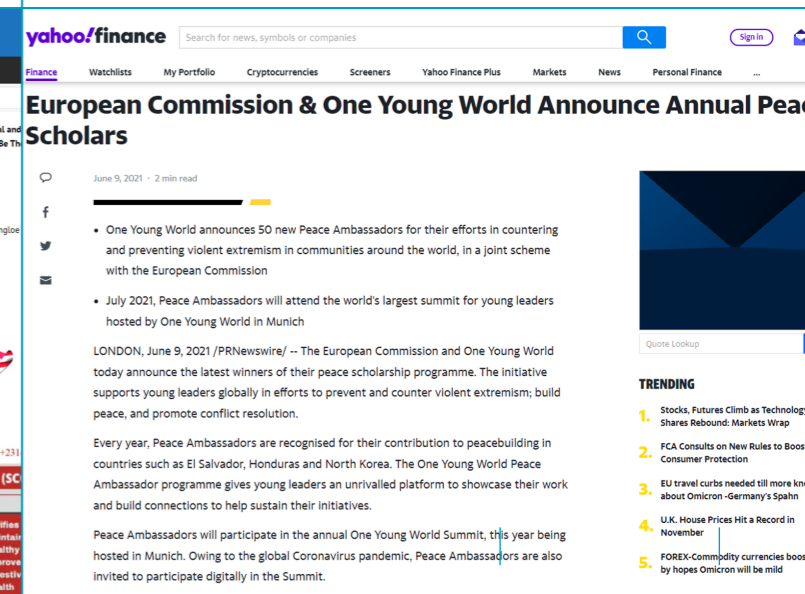 yahoo!finance
Search for news, symbols or companies
Sign in
Finance Watchlists My Portfolio Cryptocurrencies Screeners Yahoo Finance Plus Markets News Personal Finance ...
European Commission & One Young World Announce Annual
Scholars
June 9, 2021 · 2 min read
• One Young World announces 50 new Peace Ambassadors for their efforts in countering
and preventing violent extremism in communities around the world, in a joint scheme
with the European Commission
• July 2021, Peace Ambassadors will attend the world's largest summit for young leaders
hosted by One Young World in Munich
LONDON, June 9, 2021 /PRNewswire/ -- The European Commission and One Young World
today announce the latest winners of their peace scholarship programme. The initiative
supports young leaders globally in efforts to prevent and counter violent extremism; build
peace, and promote conflict resolution.
Every year, Peace Ambassadors are recognised for their contribution to peacebuilding in
countries such as El Salvador, Honduras and North Korea. The One Young World Peace
Ambassador programme gives young leaders an unrivalled platform to showcase their work
and build connections to help sustain their initiatives.
Peace Ambassadors will participate in the annual One Young World Summit, this year being
hosted in Munich. Owing to the global Coronavirus pandemic, Peace Ambassadors are also
invited to participate digitally in the Summit.
Quote Lookup
TRENDING
1. Stocks, Futures Climb as Technology
Shares Rebound: Markets Wrap
2. FCA Consults on New Rules to
Consumer Protection
3. EU travel curbs needed till more
about Omicron -Germany's Spahn
4. U.K. House Prices Hit a Record in
November
5. FOREX-Commodity currencies
by hopes Omicron will be mild
and
Be
+231
(SC